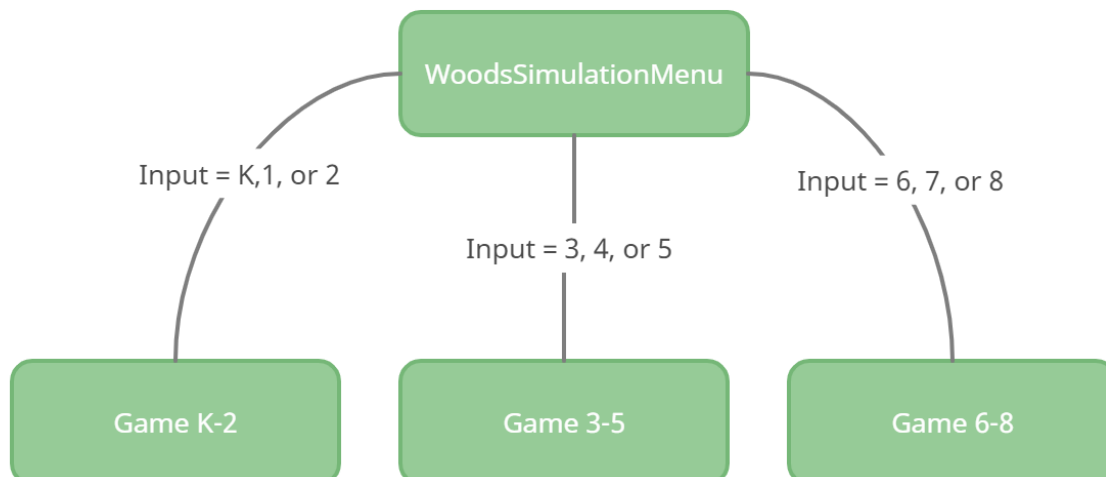 WoodsSimulationMenu
Input = K,1, or 2
Input = 6, 7, or 8
Input = 3, 4, or 5
Game K-2
Game 3-5
Game 6-8